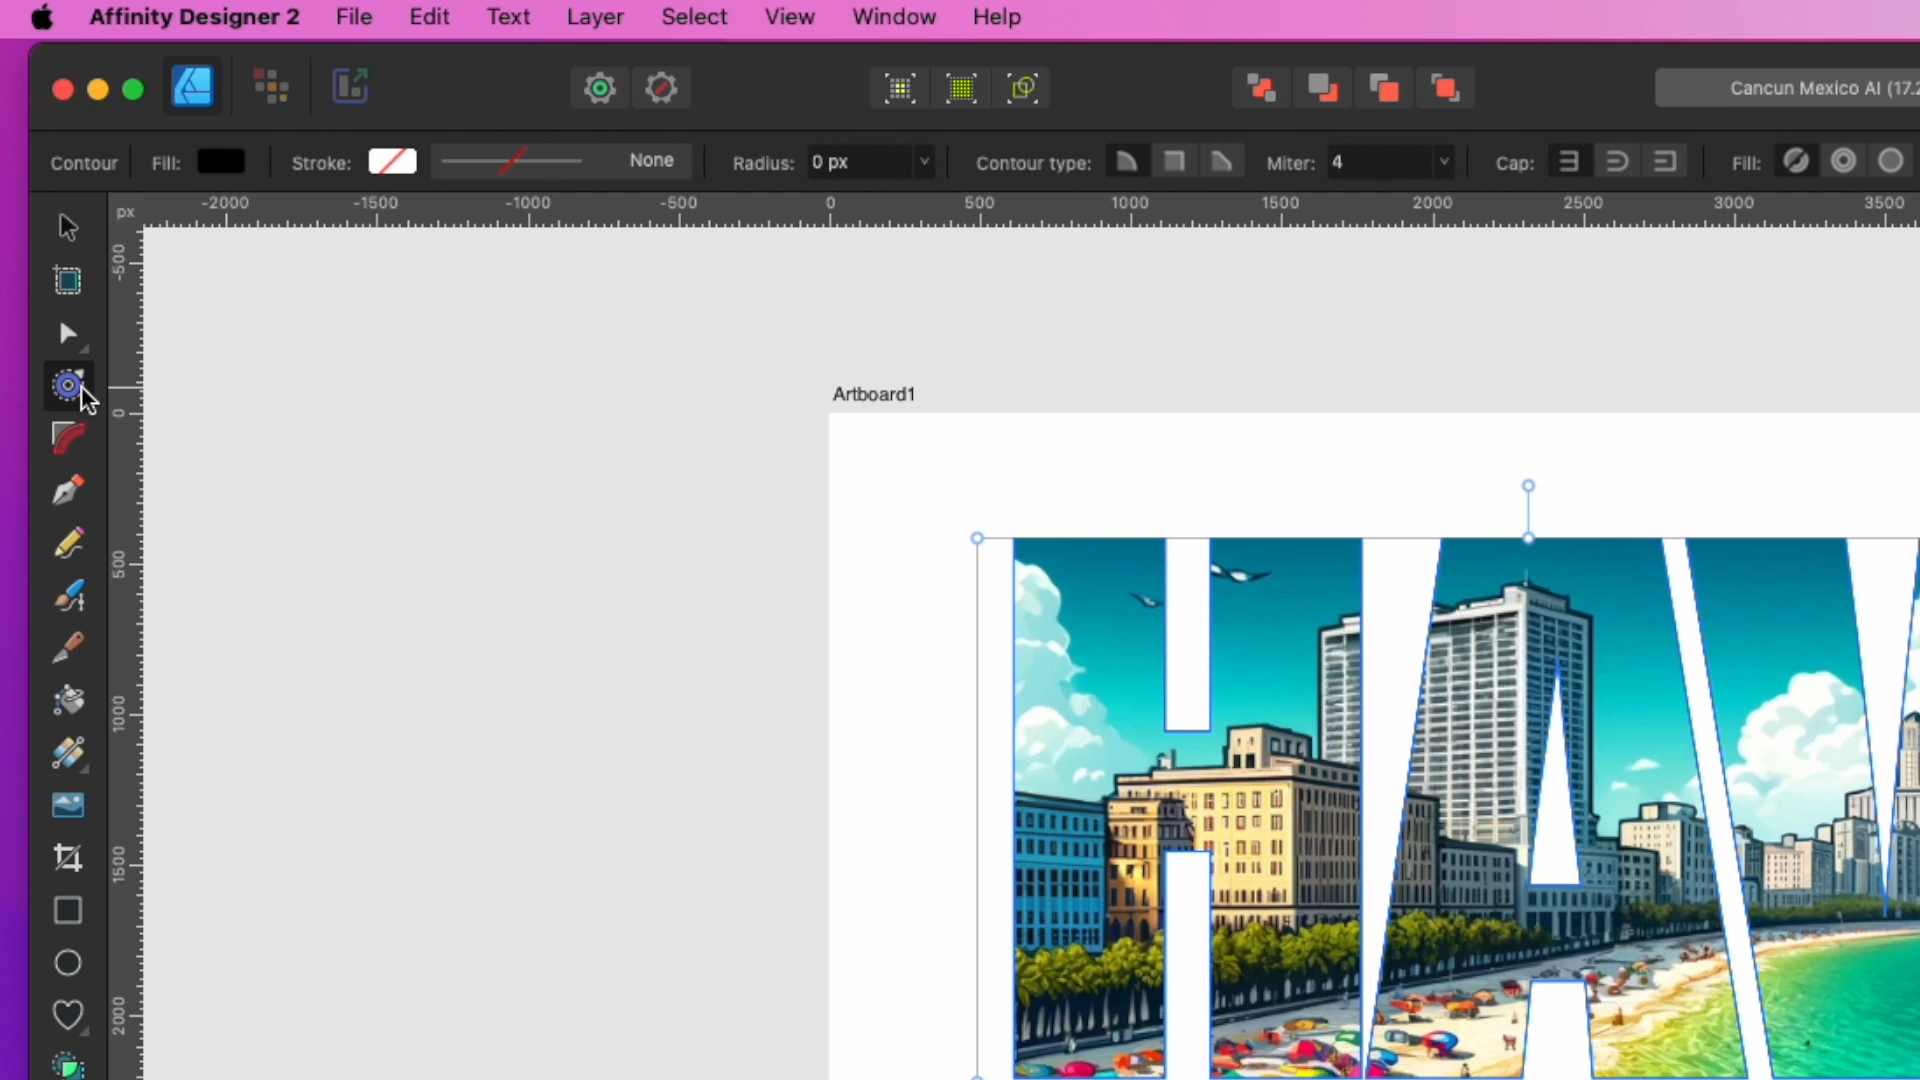 Affinity Designer 2 File Edit Text Layer Select View Window Help
Cancun Mexico AI (17.2
Contour Fill: Stroke: None Radius: 0 px Contour type: Miter: 4 Cap: Fill:
px -2000 -1500 -1000 -500 0 500 1000 1500 2000 2500 3000 3500
-500
Artboard1
0
500
1000
1500
2000
HAV